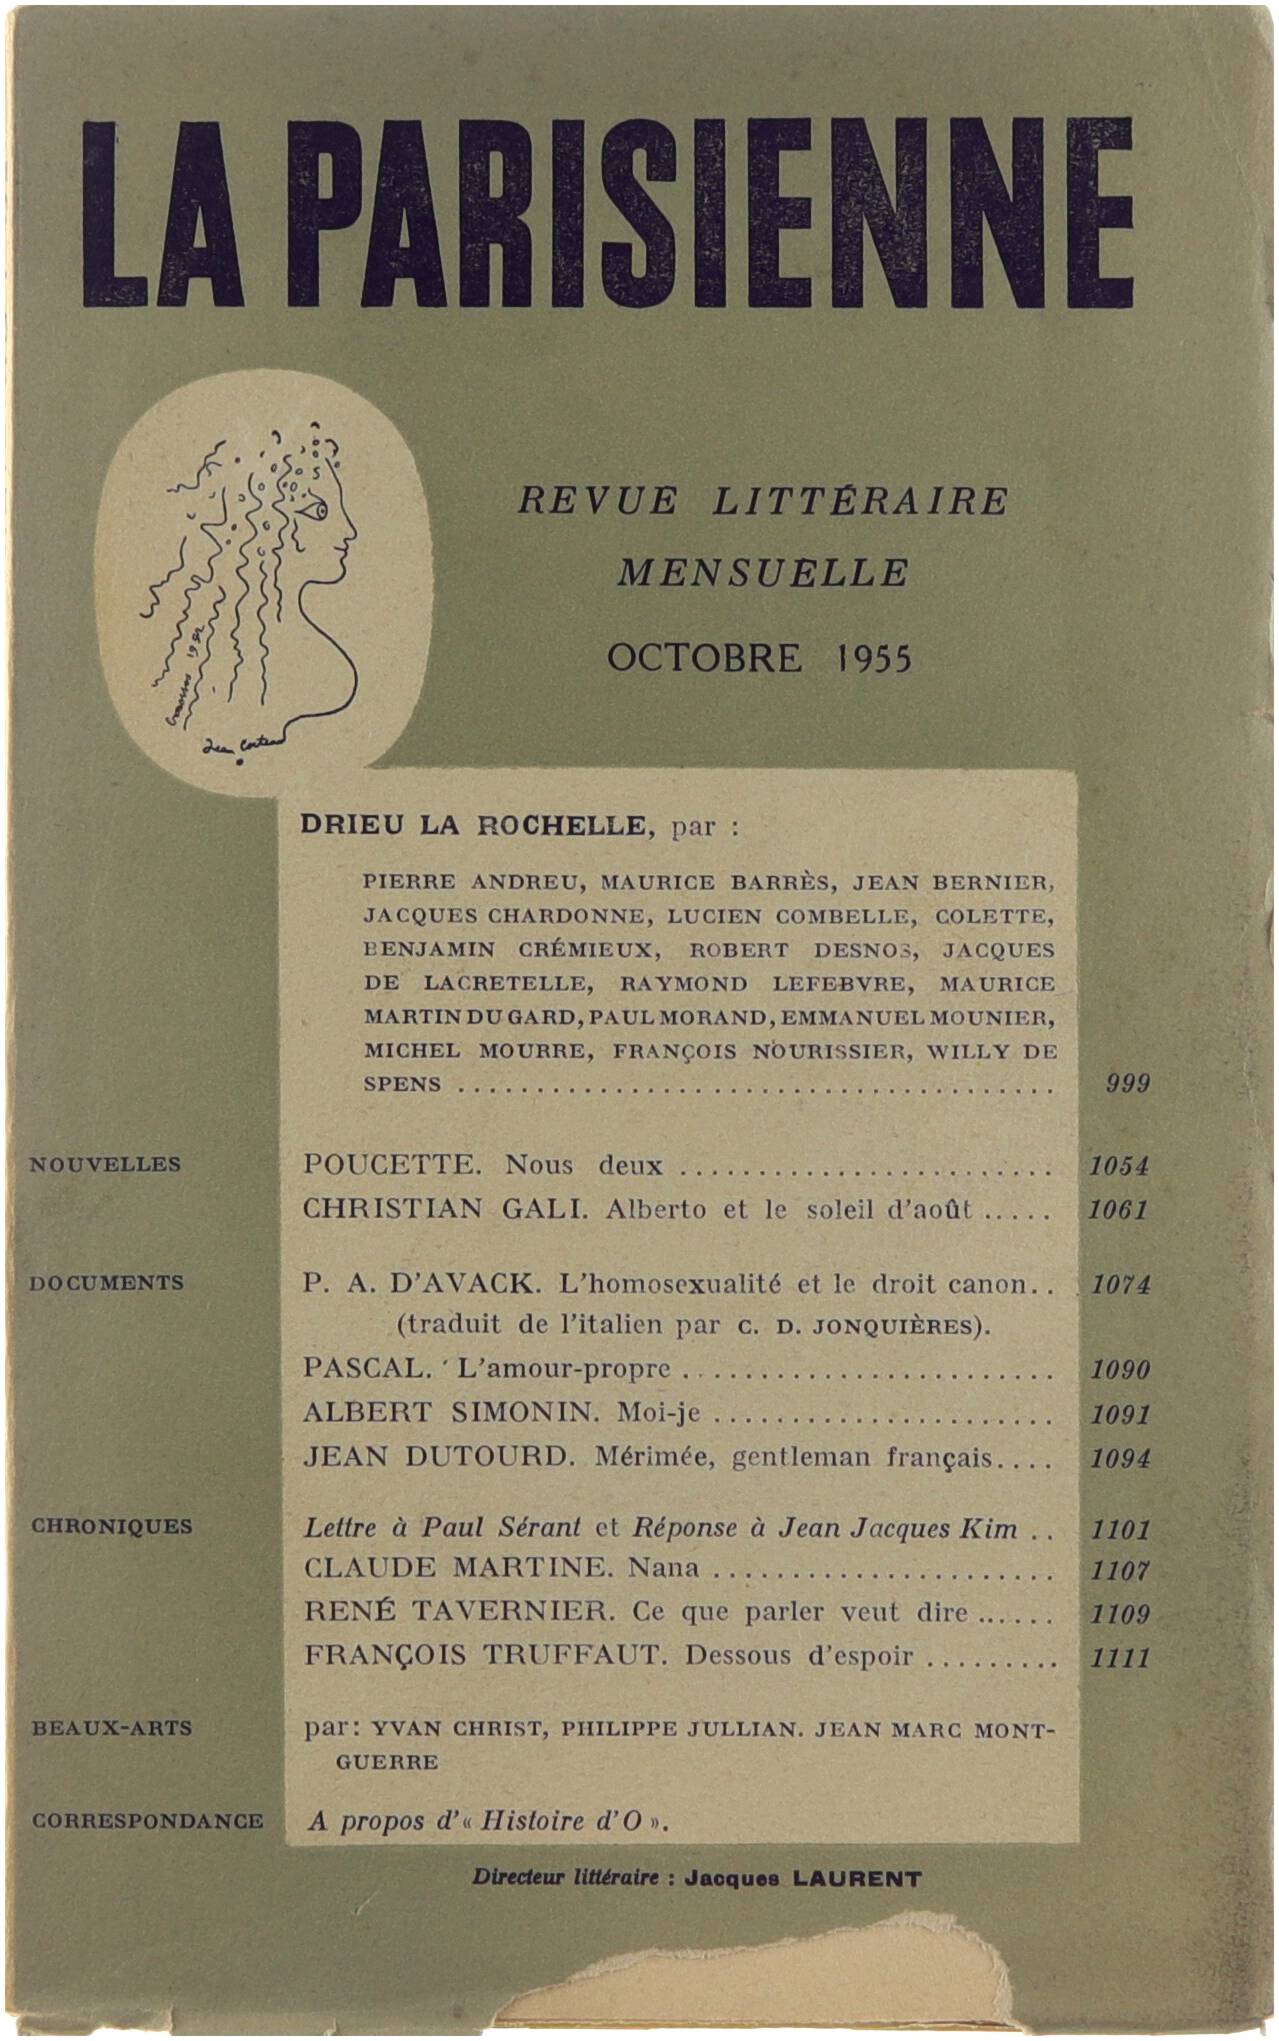 LA PARISIENNE
REVUE LITTÉRAIRE
MENSUELLE
OCTOBRE 1955
1952
Jean Cocteau
DRIEU LA ROCHELLE, par :
PIERRE ANDREU, MAURICE BARRÈS, JEAN BERNIER,
JACQUES CHARDONNE, LUCIEN COMBELLE, COLETTE,
BENJAMIN CRÉMIEUX, ROBERT DESNOS, JACQUES
DE LACRETELLE, RAYMOND LEFEBVRE, MAURICE
MARTIN DU GARD, PAUL MORAND, EMMANUEL MOUNIER,
MICHEL MOURRE, FRANÇOIS NOURISSIER, WILLY DE
SPENS ...................................... 999
NOUVELLES POUCETTE. Nous deux ........................ 1054
CHRISTIAN GALI. Alberto et le soleil d'août ..... 1061
DOCUMENTS P. A. D'AVACK. L'homosexualité et le droit canon.. 1074
(traduit de l'italien par C. D. JONQUIÈRES).
PASCAL. L'amour-propre ........................ 1090
ALBERT SIMONIN. Moi-je ...................... 1091
JEAN DUTOURD. Mérimée, gentleman français.... 1094
CHRONIQUES Lettre à Paul Sérant et Réponse à Jean Jacques Kim .. 1101
CLAUDE MARTINE. Nana ...................... 1107
RENÉ TAVERNIER. Ce que parler veut dire ...... 1109
FRANÇOIS TRUFFAUT. Dessous d'espoir ......... 1111
BEAUX-ARTS par: YVAN CHRIST, PHILIPPE JULLIAN. JEAN MARC MONT-
GUERRE
CORRESPONDANCE A propos d'« Histoire d'O ».
Directeur littéraire : Jacques LAURENT